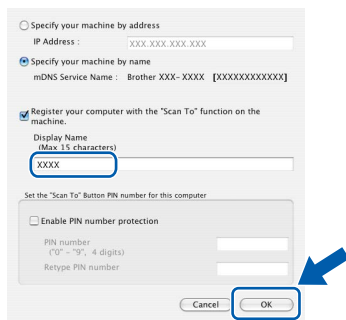 Specify your machine by address
IP Address : XXX.XXX.XXX.XXX
Specify your machine by name
mDNS Service Name : Brother XXX-XXXX [XXXXXXXXXXXX]
Register your computer with the "Scan To" function on the
machine.
Display Name
(Max 15 characters)
XXXX
Set the "Scan To" Button PIN number for this computer
Enable PIN number protection
PIN number
("0" - "9", 4 digits)
Retype PIN number
Cancel OK